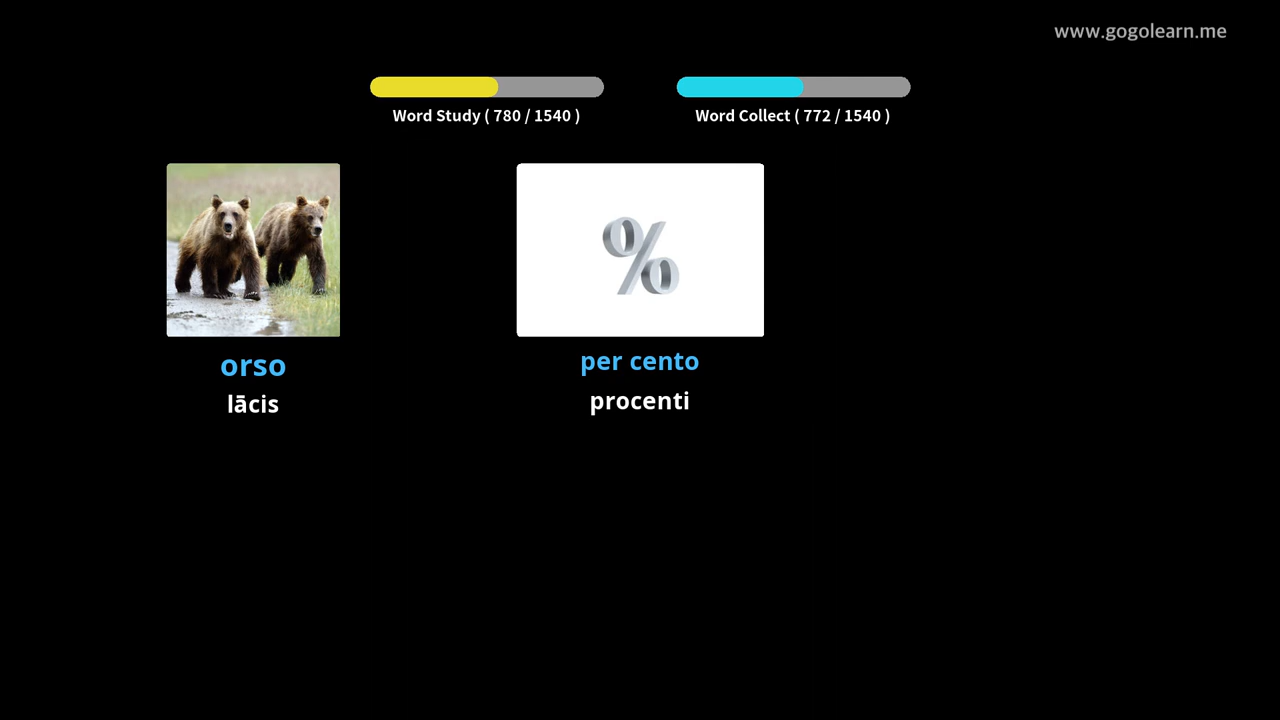 www.gogolearn.me
Word Study ( 780 / 1540 )
Word Collect ( 772 / 1540 )
orso
lācis
per cento
procenti
%